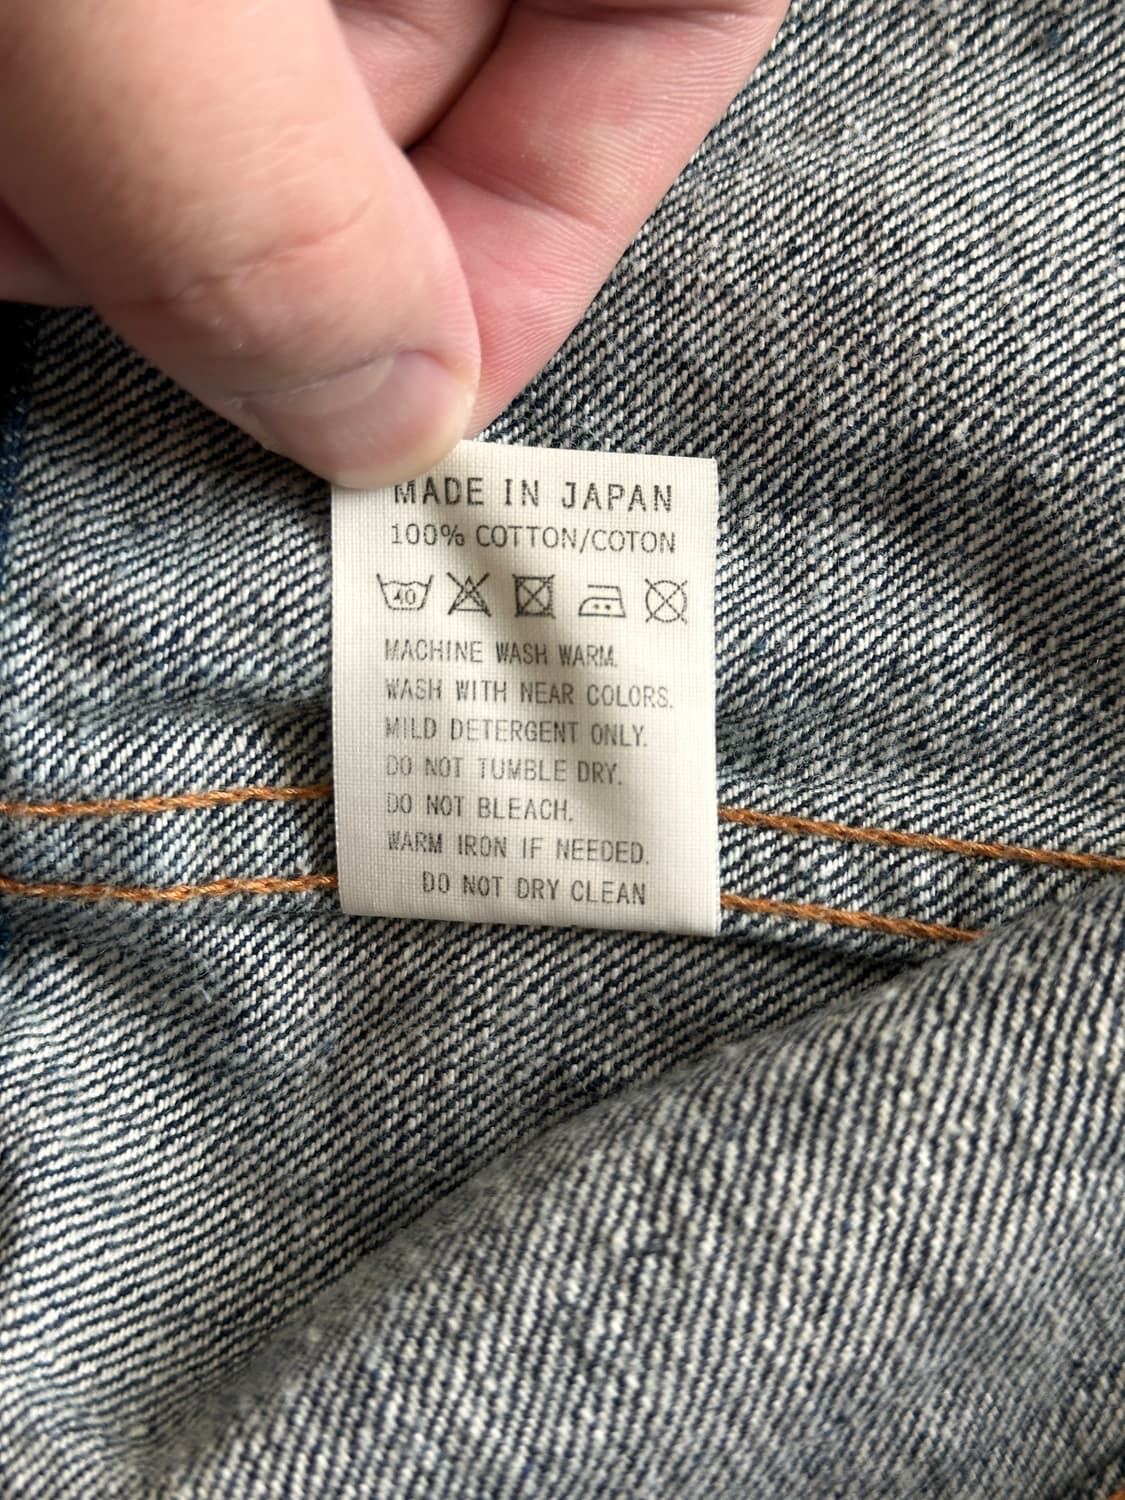 MADE IN JAPAN
100% COTTON/COTON
40
MACHINE WASH WARM.
WASH WITH NEAR COLORS.
MILD DETERGENT ONLY.
DO NOT TUMBLE DRY.
DO NOT BLEACH.
WARM IRON IF NEEDED.
DO NOT DRY CLEAN